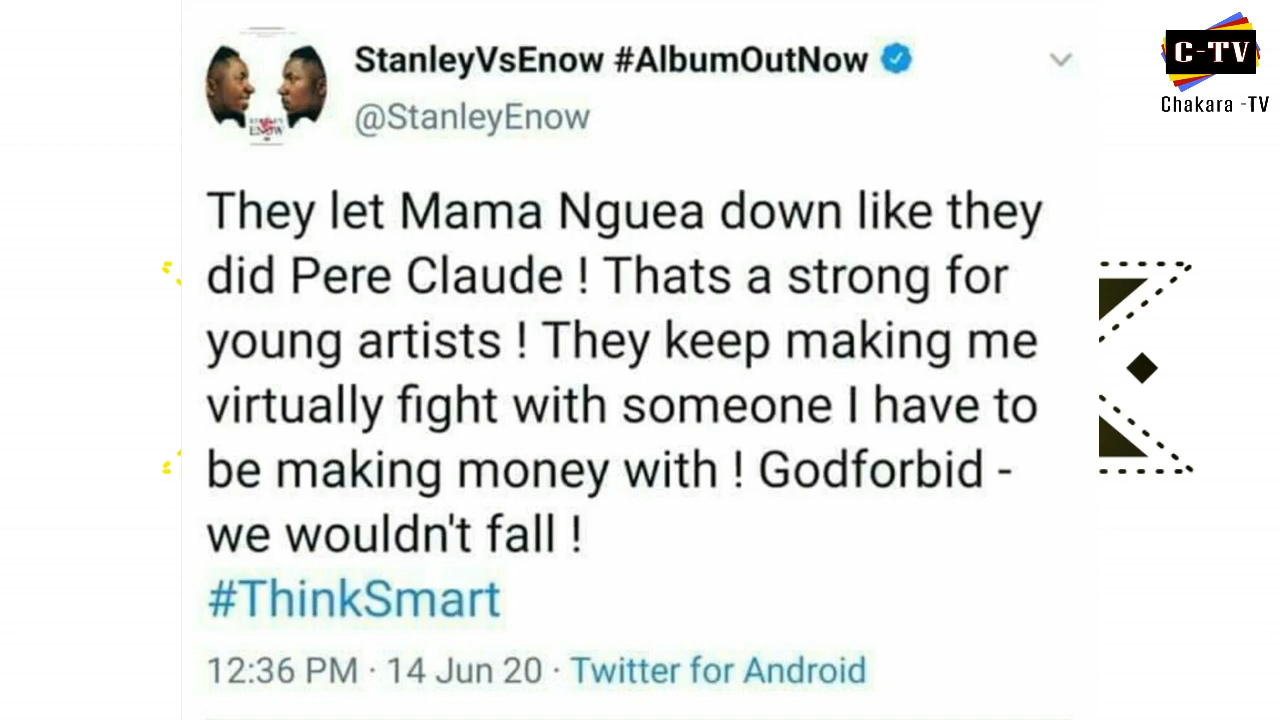 StanleyVsEnow #AlbumOutNow
@StanleyEnow
C-TV
Chakara -TV
They let Mama Nguea down like they
did Pere Claude ! Thats a strong for
young artists ! They keep making me
virtually fight with someone I have to
be making money with ! Godforbid -
we wouldn't fall !
#ThinkSmart
12:36 PM · 14 Jun 20 · Twitter for Android